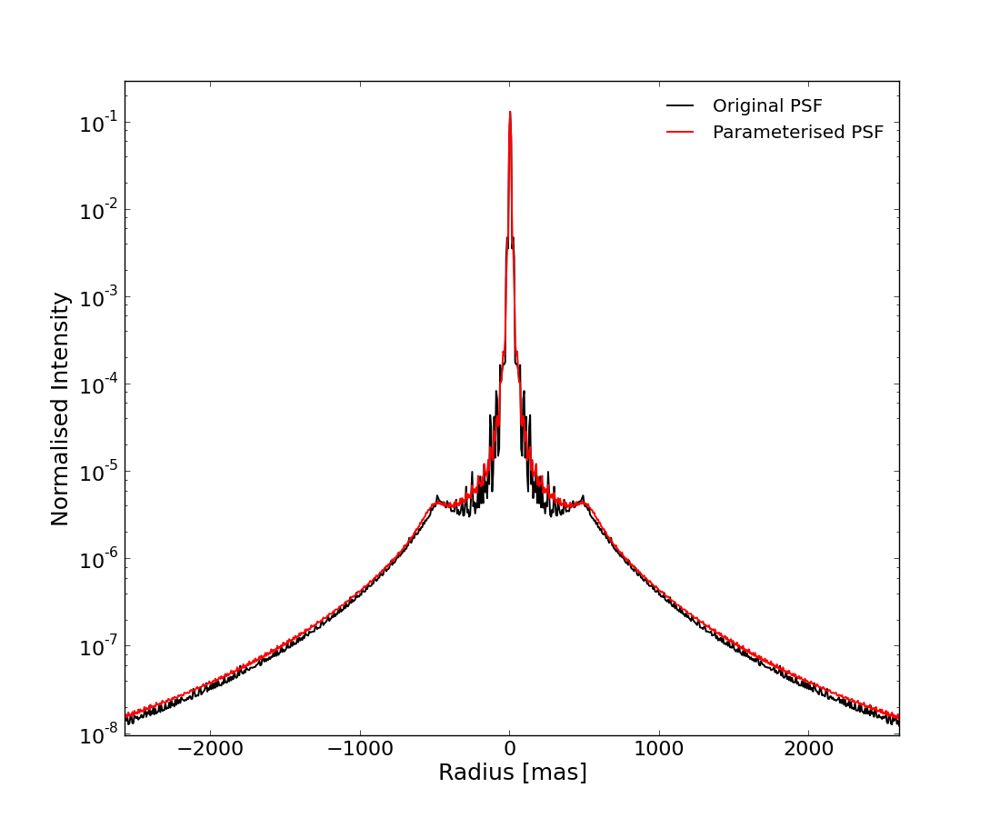 Original PSF
Parameterised PSF
Normalised Intensity
10^-1
10^-2
10^-3
10^-4
10^-5
10^-6
10^-7
10^-8
−2000 −1000 0 1000 2000
Radius [mas]